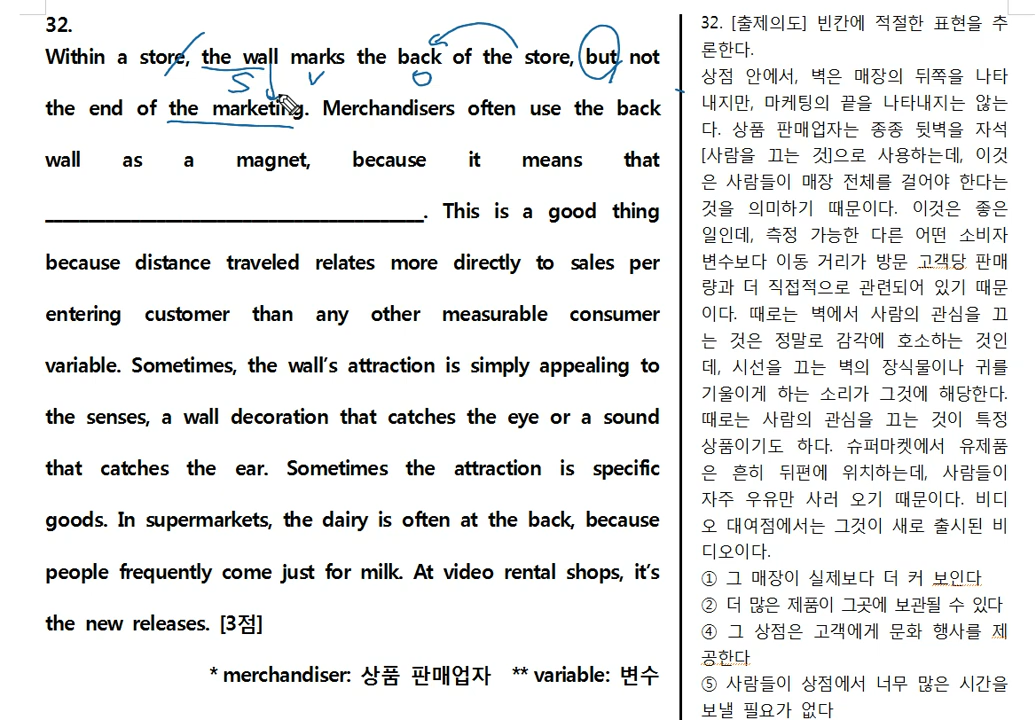 32.
Within a store, the wall marks the back of the store, but not
the end of the marketing. Merchandisers often use the back
wall as a magnet, because it means that
__________________________________________. This is a good thing
because distance traveled relates more directly to sales per
entering customer than any other measurable consumer
variable. Sometimes, the wall's attraction is simply appealing to
the senses, a wall decoration that catches the eye or a sound
that catches the ear. Sometimes the attraction is specific
goods. In supermarkets, the dairy is often at the back, because
people frequently come just for milk. At video rental shops, it's
the new releases. [3점]
* merchandiser: 상품 판매업자 ** variable: 변수
S V O
32. [출제의도] 빈칸에 적절한 표현을 추
론한다.
상점 안에서, 벽은 매장의 뒤쪽을 나타
내지만, 마케팅의 끝을 나타내지는 않는
다. 상품 판매업자는 종종 뒷벽을 자석
[사람을 끄는 것]으로 사용하는데, 이것
은 사람들이 매장 전체를 걸어야 한다는
것을 의미하기 때문이다. 이것은 좋은
일인데, 측정 가능한 다른 어떤 소비자
변수보다 이동 거리가 방문 고객당 판매
량과 더 직접적으로 관련되어 있기 때문
이다. 때로는 벽에서 사람의 관심을 끄
는 것은 정말로 감각에 호소하는 것인
데, 시선을 끄는 벽의 장식물이나 귀를
기울이게 하는 소리가 그것에 해당한다.
때로는 사람의 관심을 끄는 것이 특정
상품이기도 하다. 슈퍼마켓에서 유제품
은 흔히 뒤편에 위치하는데, 사람들이
자주 우유만 사러 오기 때문이다. 비디
오 대여점에서는 그것이 새로 출시된 비
디오이다.
① 그 매장이 실제보다 더 커 보인다
② 더 많은 제품이 그곳에 보관될 수 있다
④ 그 상점은 고객에게 문화 행사를 제
공한다
⑤ 사람들이 상점에서 너무 많은 시간을
보낼 필요가 없다